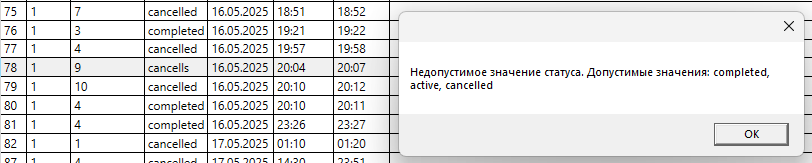 75 1 7 cancelled 16.05.2025 18:51 18:52
76 1 3 completed 16.05.2025 19:21 19:22
77 1 4 cancelled 16.05.2025 19:57 19:58
78 1 9 cancells 16.05.2025 20:04 20:07
79 1 10 cancelled 16.05.2025 20:10 20:12
80 1 4 completed 16.05.2025 20:10 20:11
81 1 4 completed 16.05.2025 23:26 23:27
82 1 1 cancelled 17.05.2025 01:10 01:20
87 1 4 cancelled 17.05.2025 14:30 23:51
Недопустимое значение статуса. Допустимые значения: completed,
active, cancelled
OK